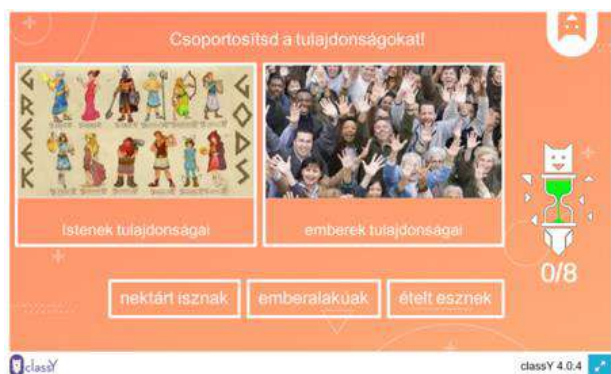 Csoportosítsd a tulajdonságokat!
GREEK
GODS
Istenek tulajdonságai
emberek tulajdonságai
0/8
nektárt isznak
emberalakúak
ételt esznek
classY
classY 4.0.4